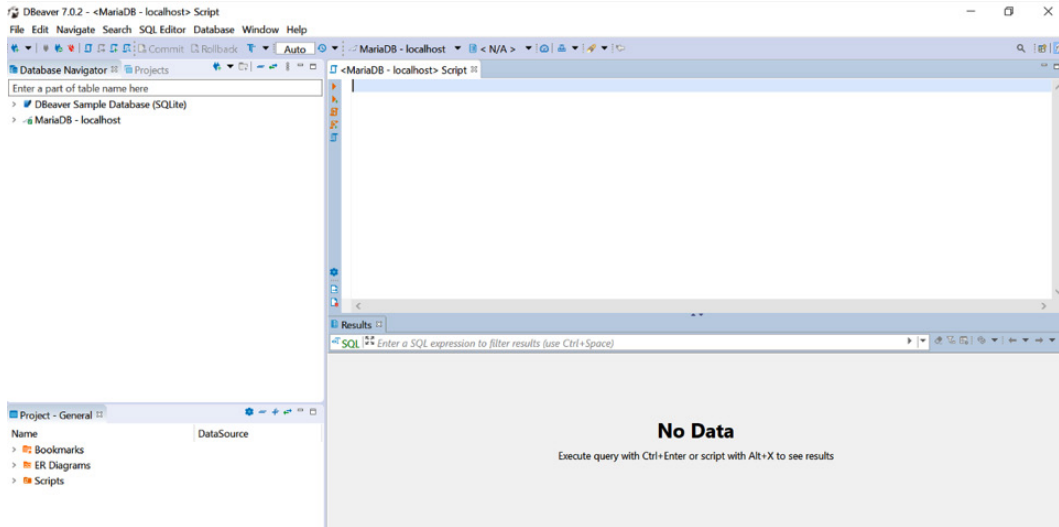 DBeaver 7.0.2 - <MariaDB - localhost> Script
File Edit Navigate Search SQL Editor Database Window Help
Commit Rollback Auto MariaDB - localhost < N/A >
Database Navigator Projects
Enter a part of table name here
DBeaver Sample Database (SQLite)
MariaDB - localhost
<MariaDB - localhost> Script
Results
SQL Enter a SQL expression to filter results (use Ctrl+Space)
No Data
Execute query with Ctrl+Enter or script with Alt+X to see results
Project - General
Name DataSource
Bookmarks
ER Diagrams
Scripts